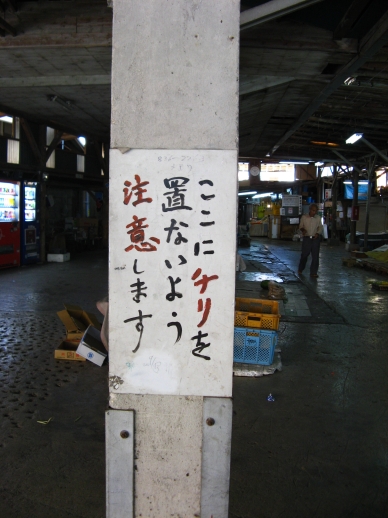 ここにチリを
置ないよう
注意します